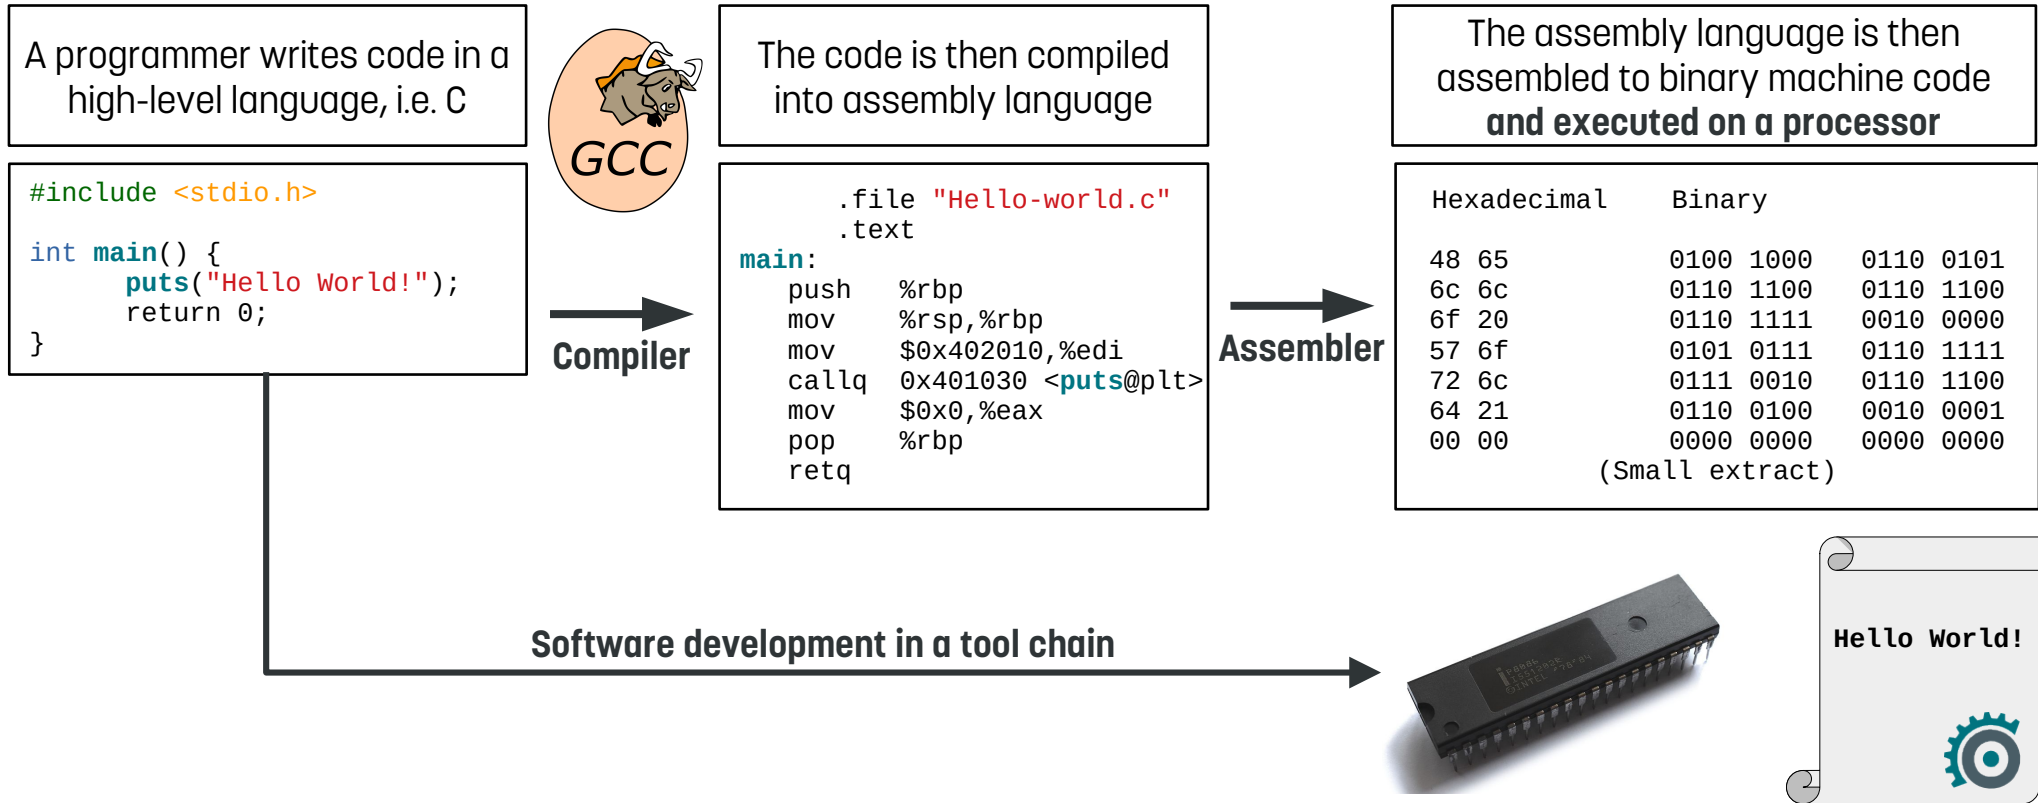 A programmer writes code in a
high-level language, i.e. C
GCC
The code is then compiled
into assembly language
The assembly language is then
assembled to binary machine code
and executed on a processor
#include <stdio.h>
int main() {
puts("Hello World!");
return 0;
}
Compiler
.file "Hello-world.c"
.text
main:
push %rbp
mov %rsp,%rbp
mov $0x402010,%edi
callq 0x401030 <puts@plt>
mov $0x0,%eax
pop %rbp
retq
Assembler
Hexadecimal Binary
48 65 0100 1000 0110 0101
6c 6c 0110 1100 0110 1100
6f 20 0110 1111 0010 0000
57 6f 0101 0111 0110 1111
72 6c 0111 0010 0110 1100
64 21 0110 0100 0010 0001
00 00 0000 0000 0000 0000
(Small extract)
Software development in a tool chain
Hello World!